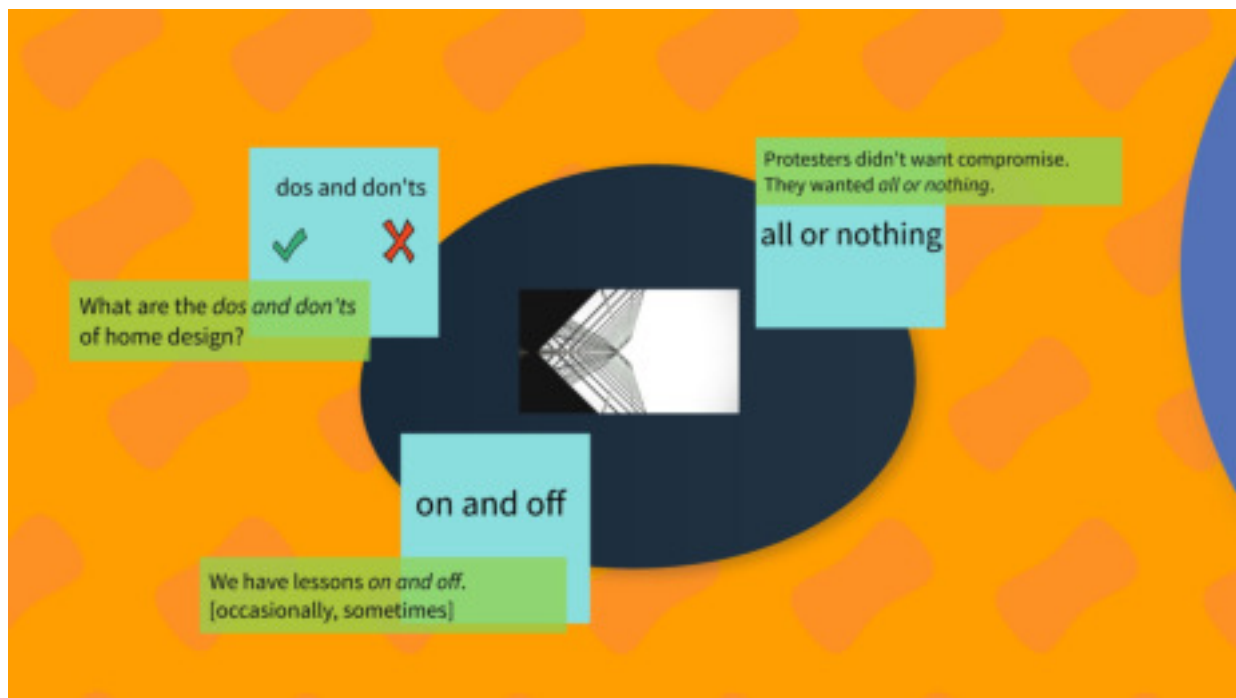 dos and don'ts
What are the dos and don'ts
of home design?
Protesters didn't want compromise.
They wanted all or nothing.
all or nothing
on and off
We have lessons on and off.
[occasionally, sometimes]